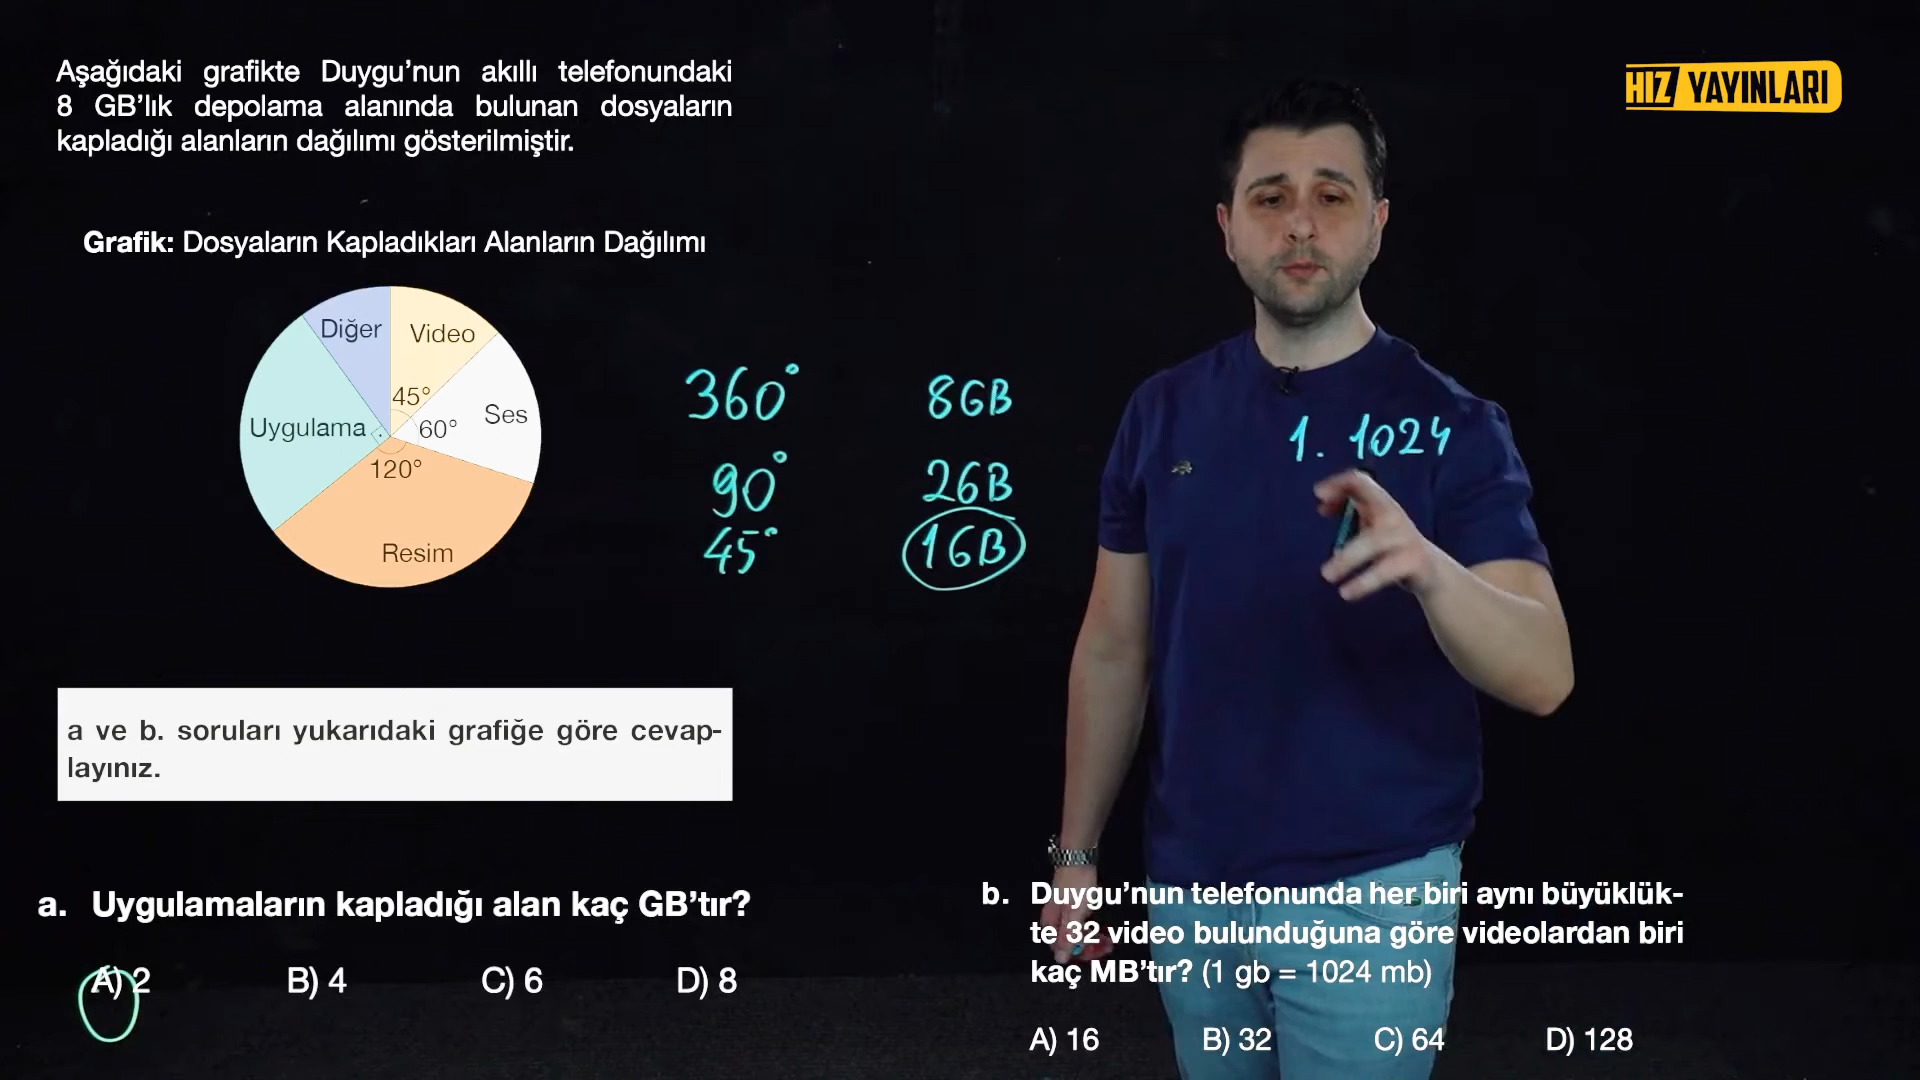 Aşağıdaki grafikte Duygu’nun akıllı telefonundaki
8 GB’lık depolama alanında bulunan dosyaların
kapladığı alanların dağılımı gösterilmiştir.
HIZ YAYINLARI
Grafik: Dosyaların Kapladıkları Alanların Dağılımı
Diğer
Video
45°
Ses
60°
Uygulama
120°
Resim
360° 8GB
90° 2GB
45° 1GB
1. 1024
a ve b. soruları yukarıdaki grafiğe göre cevap-
layınız.
a. Uygulamaların kapladığı alan kaç GB’tır?
A) 2 B) 4 C) 6 D) 8
b. Duygu’nun telefonunda her biri aynı büyüklük-
te 32 video bulunduğuna göre videolardan biri
kaç MB’tır? (1 gb = 1024 mb)
A) 16 B) 32 C) 64 D) 128